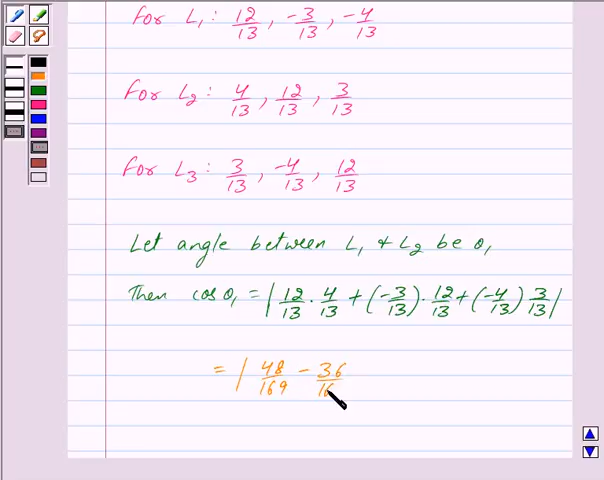 For L₁ : 12/13 , -3/13 , -4/13
For L₂ : 4/13 , 12/13 , 3/13
For L₃ : 3/13 , -4/13 , 12/13
Let angle between L₁ & L₂ be θ₁
Then cos θ₁ = | 12/13 · 4/13 + (-3/13) · 12/13 + (-4/13) 3/13 |
= | 48/169 - 36/16